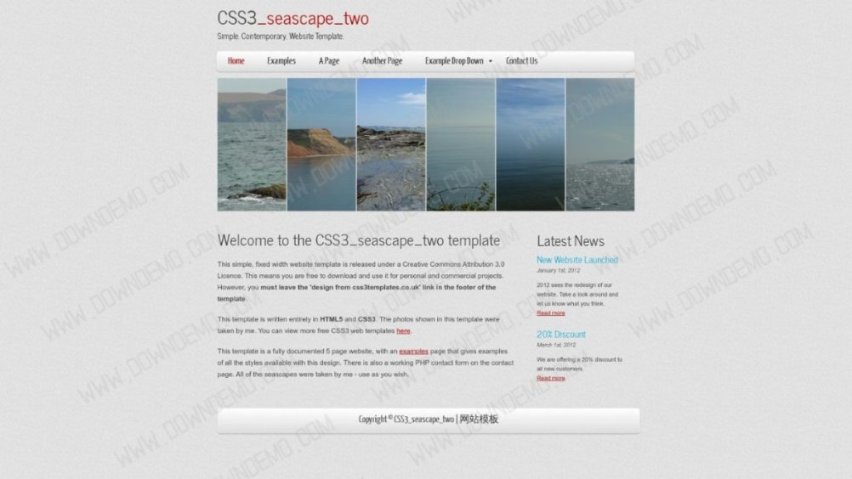 CSS3_seascape_two
Simple. Contemporary. Website Template.
Home Examples A Page Another Page Example Drop Down Contact Us
Welcome to the CSS3_seascape_two template
This simple, fixed width website template is released under a Creative Commons Attribution 3.0
Licence. This means you are free to download and use it for personal and commercial projects.
However, you must leave the 'design from css3templates.co.uk' link in the footer of the
template.
This template is written entirely in HTML5 and CSS3. The photos shown in this template were
taken by me. You can view more free CSS3 web templates here.
This template is a fully documented 5 page website, with an examples page that gives examples
of all the styles available with this design. There is also a working PHP contact form on the contact
page. All of the seascapes were taken by me - use as you wish.
Latest News
New Website Launched
January 1st, 2012
2012 sees the redesign of our
website. Take a look around and
let us know what you think.
Read more
20% Discount
March 1st, 2012
We are offering a 20% discount to
all new customers.
Read more
Copyright © CSS3_seascape_two | 网站模板
WWW.DOWNDEMO.COM